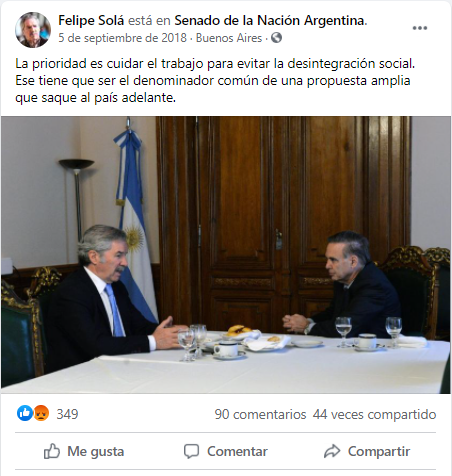 Felipe Solá está en Senado de la Nación Argentina.
5 de septiembre de 2018 · Buenos Aires ·
La prioridad es cuidar el trabajo para evitar la desintegración social.
Ese tiene que ser el denominador común de una propuesta amplia
que saque al país adelante.
349 90 comentarios 44 veces compartido
Me gusta Comentar Compartir